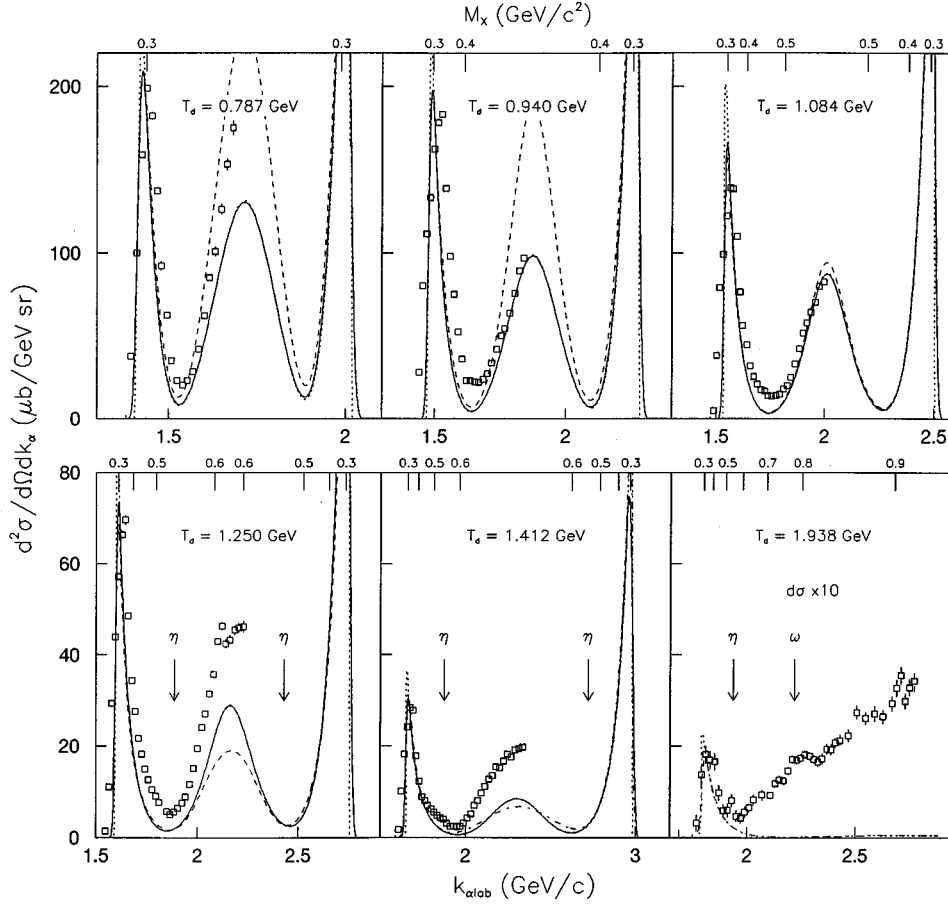 M_x (GeV/c²)
0.3 0.3 0.3 0.4 0.4 0.3 0.3 0.4 0.5 0.5 0.4 0.3
200
T_d = 0.787 GeV T_d = 0.940 GeV T_d = 1.084 GeV
100
0
1.5 2 1.5 2 1.5 2 2.5
d²σ/dΩdk_α (μb/GeV sr)
0.3 0.5 0.6 0.6 0.5 0.3 0.3 0.5 0.6 0.6 0.5 0.3 0.3 0.5 0.7 0.8 0.9
80
T_d = 1.250 GeV T_d = 1.412 GeV T_d = 1.938 GeV
60
dσ x10
40
η η η η η ω
20
0
1.5 2 2.5 2 3 2 2.5
k_αlab (GeV/c)